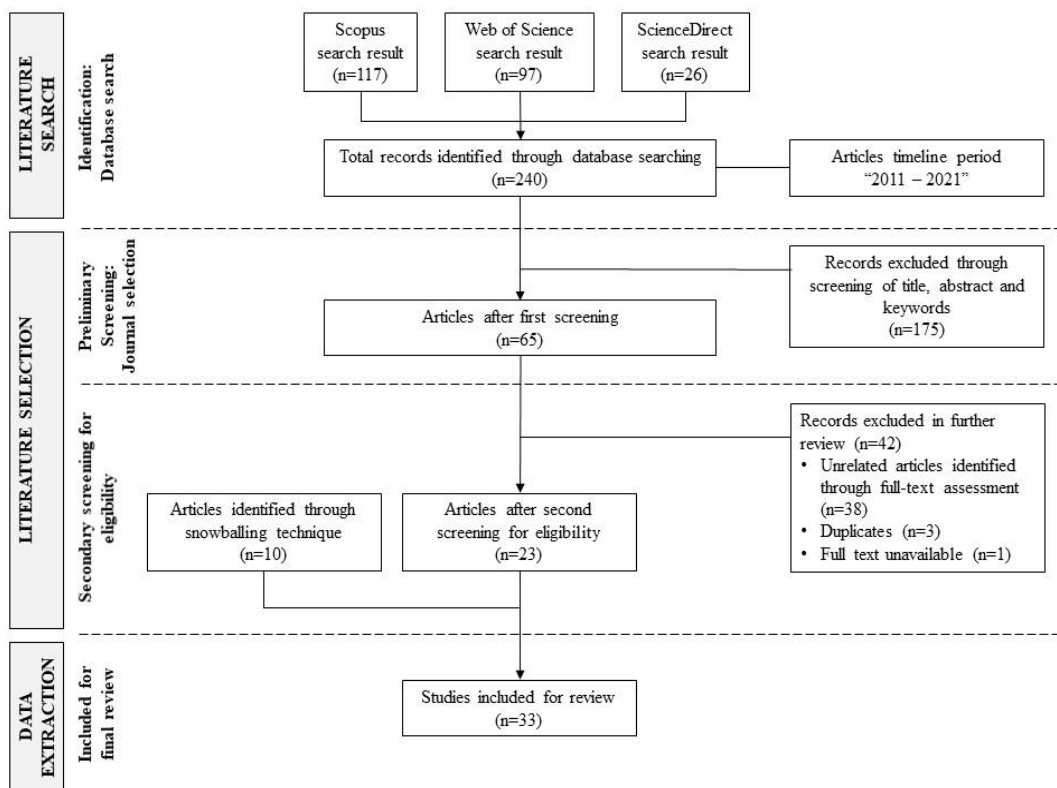 LITERATURE
SEARCH
Identification:
Database search
Scopus
search result
(n=117)
Web of Science
search result
(n=97)
ScienceDirect
search result
(n=26)
Total records identified through database searching
(n=240)
Articles timeline period
“2011 – 2021”
LITERATURE SELECTION
Preliminary
Screening:
Journal selection
Records excluded through
screening of title, abstract and
keywords
(n=175)
Articles after first screening
(n=65)
Secondary screening for
eligibility
Records excluded in further
review (n=42)
• Unrelated articles identified
through full-text assessment
(n=38)
• Duplicates (n=3)
• Full text unavailable (n=1)
Articles identified through
snowballing technique
(n=10)
Articles after second
screening for eligibility
(n=23)
DATA
EXTRACTION
Included for
final review
Studies included for review
(n=33)